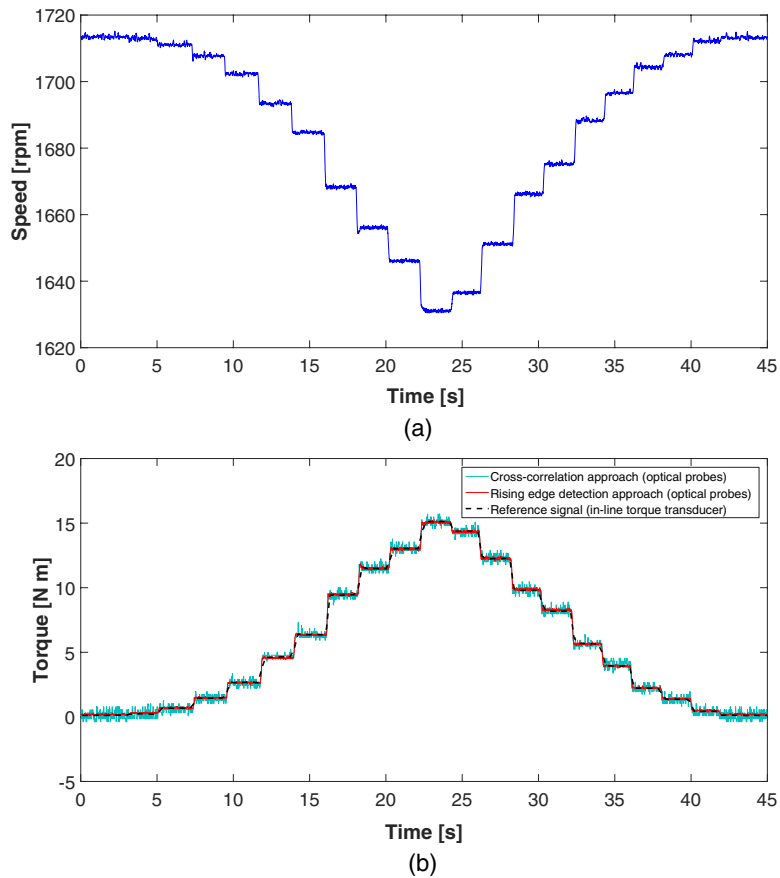 1720
1700
1680
1660
1640
1620
Speed [rpm]
0 5 10 15 20 25 30 35 40 45
Time [s]
(a)
20
15
10
5
0
-5
Torque [N m]
Cross-correlation approach (optical probes)
Rising edge detection approach (optical probes)
Reference signal (in-line torque transducer)
0 5 10 15 20 25 30 35 40 45
Time [s]
(b)